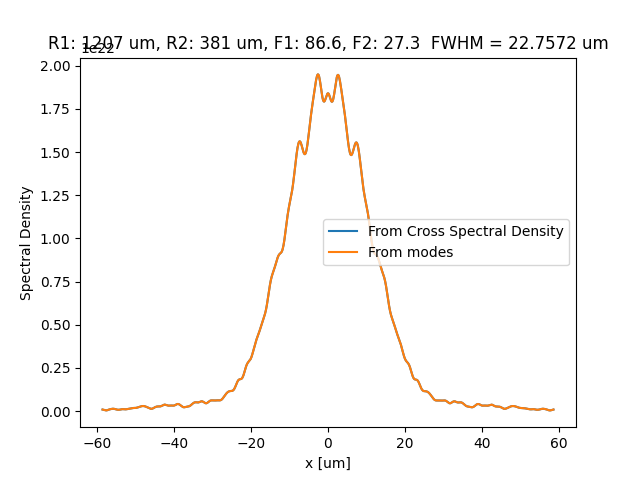 R1: 1207 um, R2: 381 um, F1: 86.6, F2: 27.3  FWHM = 22.7572 um
1e22
2.00
1.75
1.50
1.25
1.00
0.75
0.50
0.25
0.00
Spectral Density
From Cross Spectral Density
From modes
−60 −40 −20 0 20 40 60
x [um]